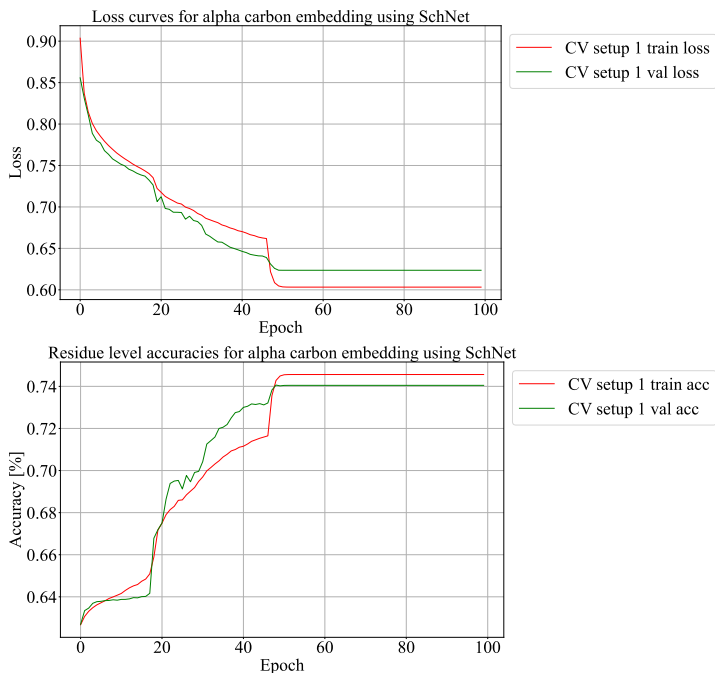 Loss curves for alpha carbon embedding using SchNet
0.90
0.85
0.80
0.75
0.70
0.65
0.60
Loss
0 20 40 60 80 100
Epoch
CV setup 1 train loss
CV setup 1 val loss
Residue level accuracies for alpha carbon embedding using SchNet
0.74
0.72
0.70
0.68
0.66
0.64
Accuracy [%]
0 20 40 60 80 100
Epoch
CV setup 1 train acc
CV setup 1 val acc